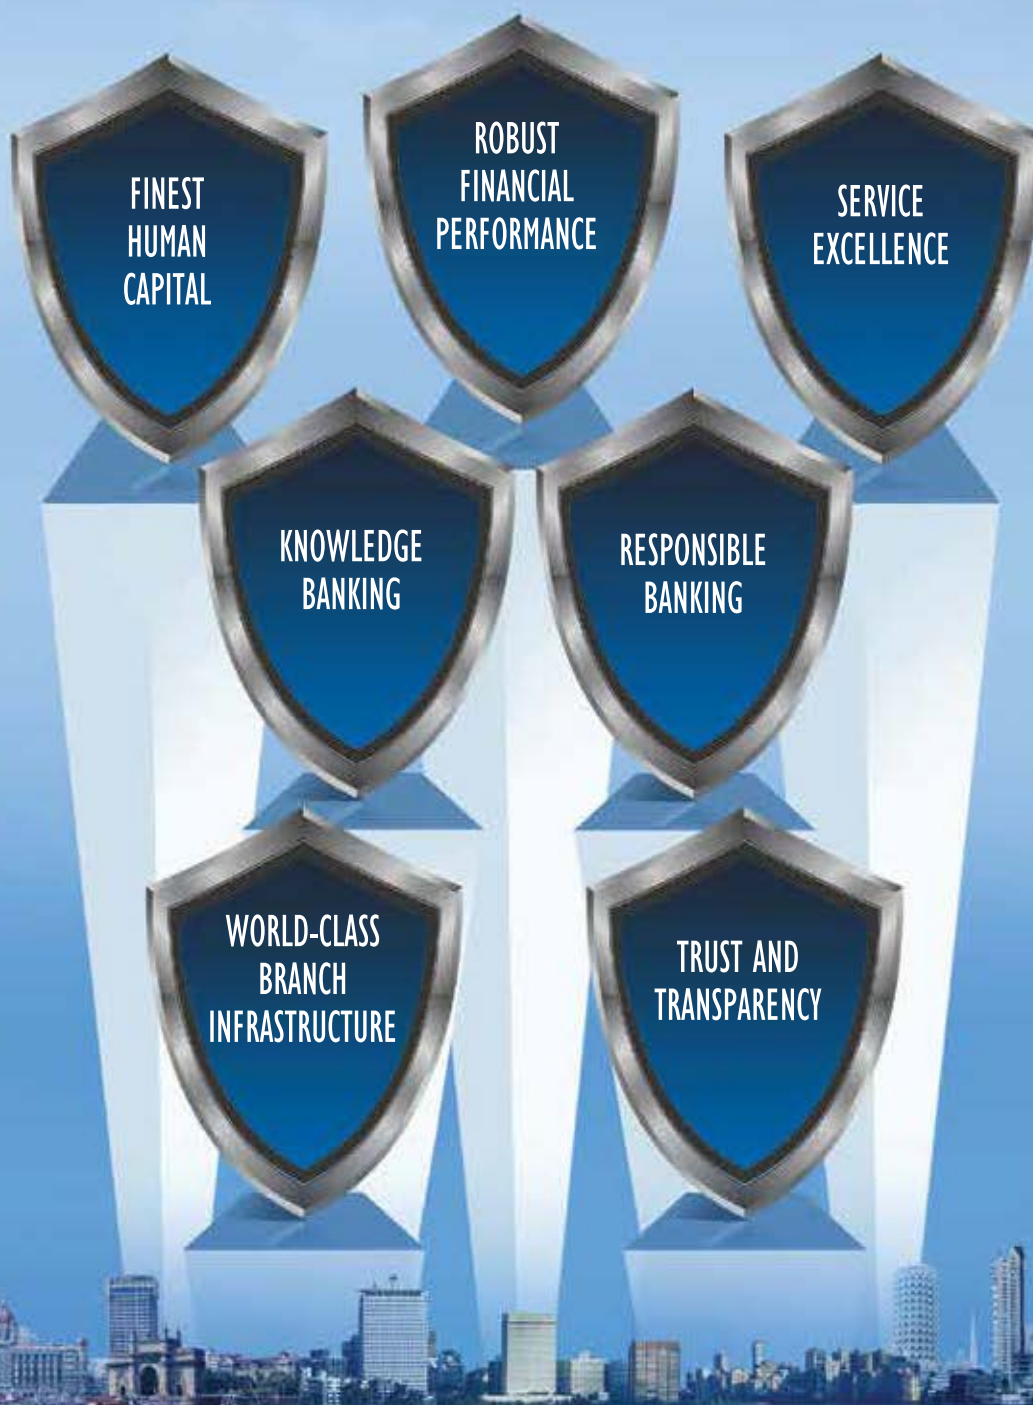 FINEST
HUMAN
CAPITAL
ROBUST
FINANCIAL
PERFORMANCE
SERVICE
EXCELLENCE
KNOWLEDGE
BANKING
RESPONSIBLE
BANKING
WORLD-CLASS
BRANCH
INFRASTRUCTURE
TRUST AND
TRANSPARENCY